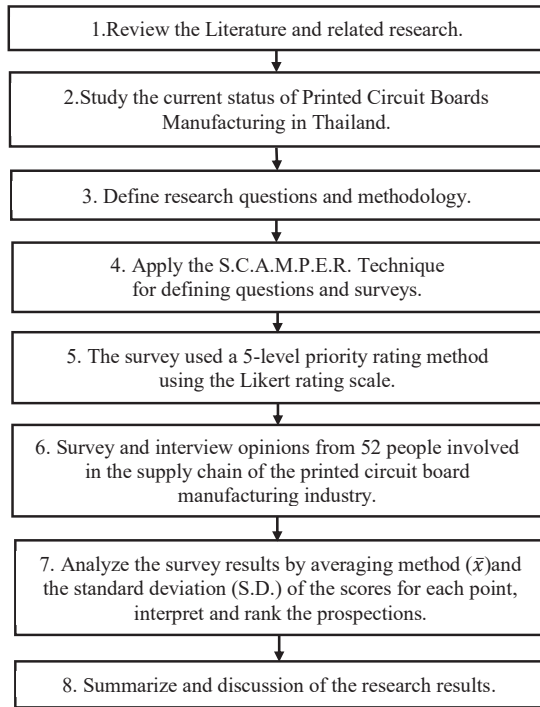 1.Review the Literature and related research.
2.Study the current status of Printed Circuit Boards
Manufacturing in Thailand.
3. Define research questions and methodology.
4. Apply the S.C.A.M.P.E.R. Technique
for defining questions and surveys.
5. The survey used a 5-level priority rating method
using the Likert rating scale.
6. Survey and interview opinions from 52 people involved
in the supply chain of the printed circuit board
manufacturing industry.
7. Analyze the survey results by averaging method (x̄)and
the standard deviation (S.D.) of the scores for each point,
interpret and rank the prospections.
8. Summarize and discussion of the research results.